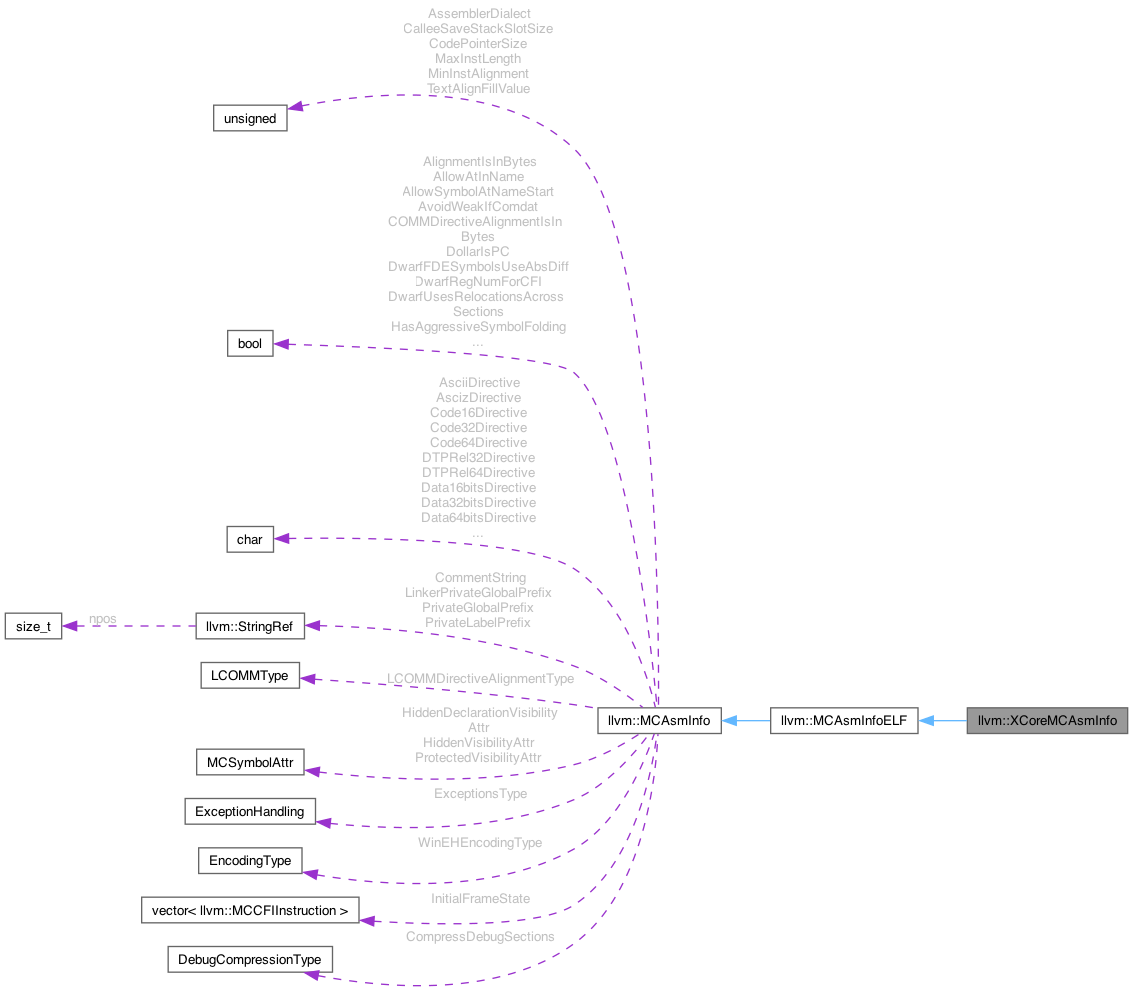 AssemblerDialect
CalleeSaveStackSlotSize
CodePointerSize
MaxInstLength
MinInstAlignment
TextAlignFillValue
unsigned
AlignmentIsInBytes
AllowAtInName
AllowSymbolAtNameStart
AvoidWeakIfComdat
COMMDirectiveAlignmentIsIn
Bytes
DollarIsPC
DwarfFDESymbolsUseAbsDiff
DwarfRegNumForCFI
DwarfUsesRelocationsAcross
Sections
HasAggressiveSymbolFolding
...
bool
AsciiDirective
AscizDirective
Code16Directive
Code32Directive
Code64Directive
DTPRel32Directive
DTPRel64Directive
Data16bitsDirective
Data32bitsDirective
Data64bitsDirective
...
char
CommentString
LinkerPrivateGlobalPrefix
PrivateGlobalPrefix
PrivateLabelPrefix
size_t
npos
llvm::StringRef
LCOMMType
LCOMMDirectiveAlignmentType
HiddenDeclarationVisibility
Attr
HiddenVisibilityAttr
ProtectedVisibilityAttr
llvm::MCAsmInfo
llvm::MCAsmInfoELF
llvm::XCoreMCAsmInfo
MCSymbolAttr
ExceptionsType
ExceptionHandling
WinEHEncodingType
EncodingType
InitialFrameState
vector< llvm::MCCFIInstruction >
CompressDebugSections
DebugCompressionType